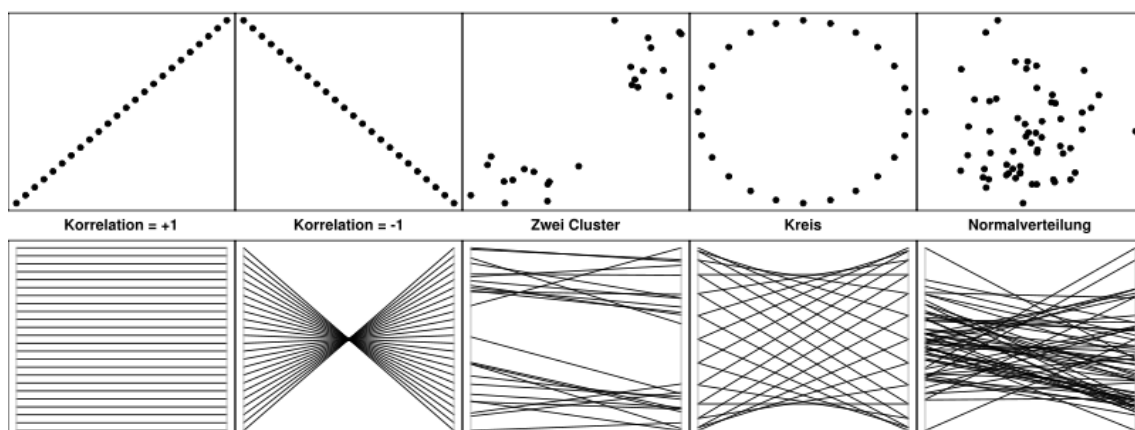 Korrelation = +1
Korrelation = -1
Zwei Cluster
Kreis
Normalverteilung